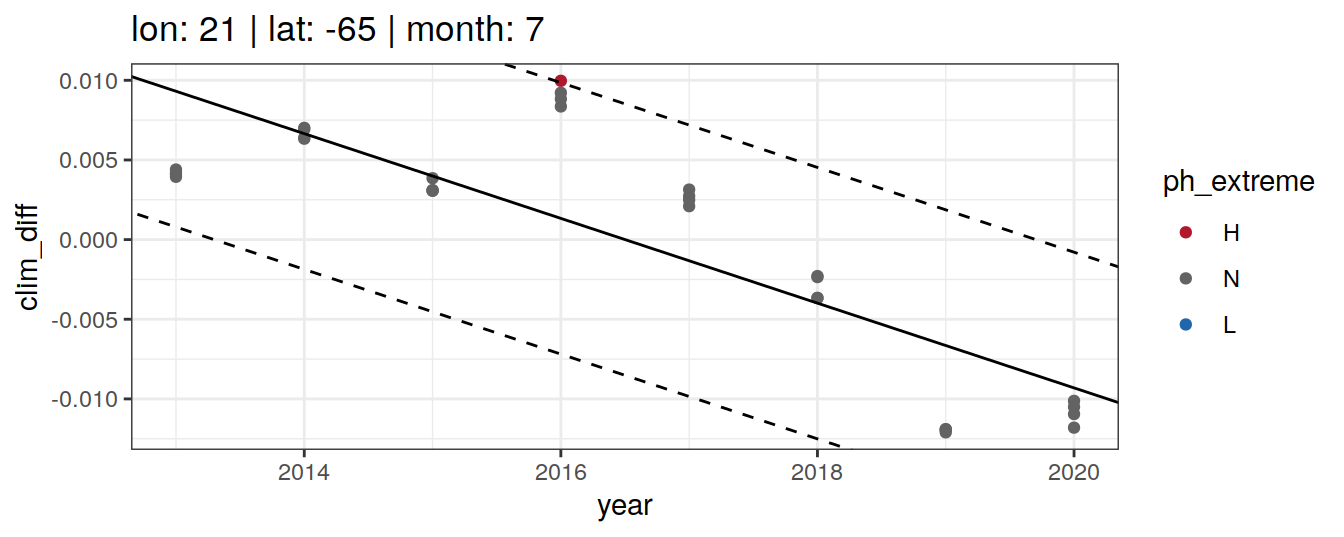 lon: 21 | lat: -65 | month: 7
0.010
0.005
0.000
-0.005
-0.010
clim_diff
2014
2016
2018
2020
year
ph_extreme
H
N
L